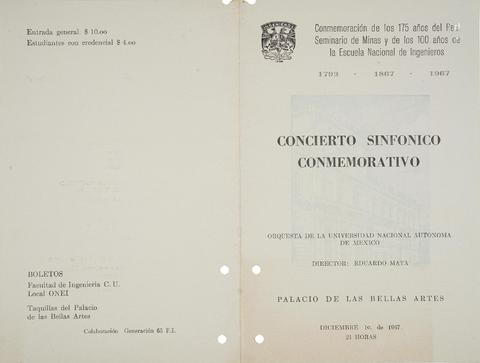 Entrada general $ 10.oo
Estudiantes con credencial $ 4.oo
BOLETOS
Facultad de Ingeniería C. U.
Local ONEI
Taquillas del Palacio
de las Bellas Artes
Colaboración Generación 63 F.I.
Conmemoración de los 175 años del Real
Seminario de Minas y de los 100 años de
la Escuela Nacional de Ingenieros
1792 - 1867 - 1967
CONCIERTO SINFONICO
CONMEMORATIVO
ORQUESTA DE LA UNIVERSIDAD NACIONAL AUTONOMA
DE MEXICO
DIRECTOR: EDUARDO MATA
PALACIO DE LAS BELLAS ARTES
DICIEMBRE 1o. de 1967.
21 HORAS